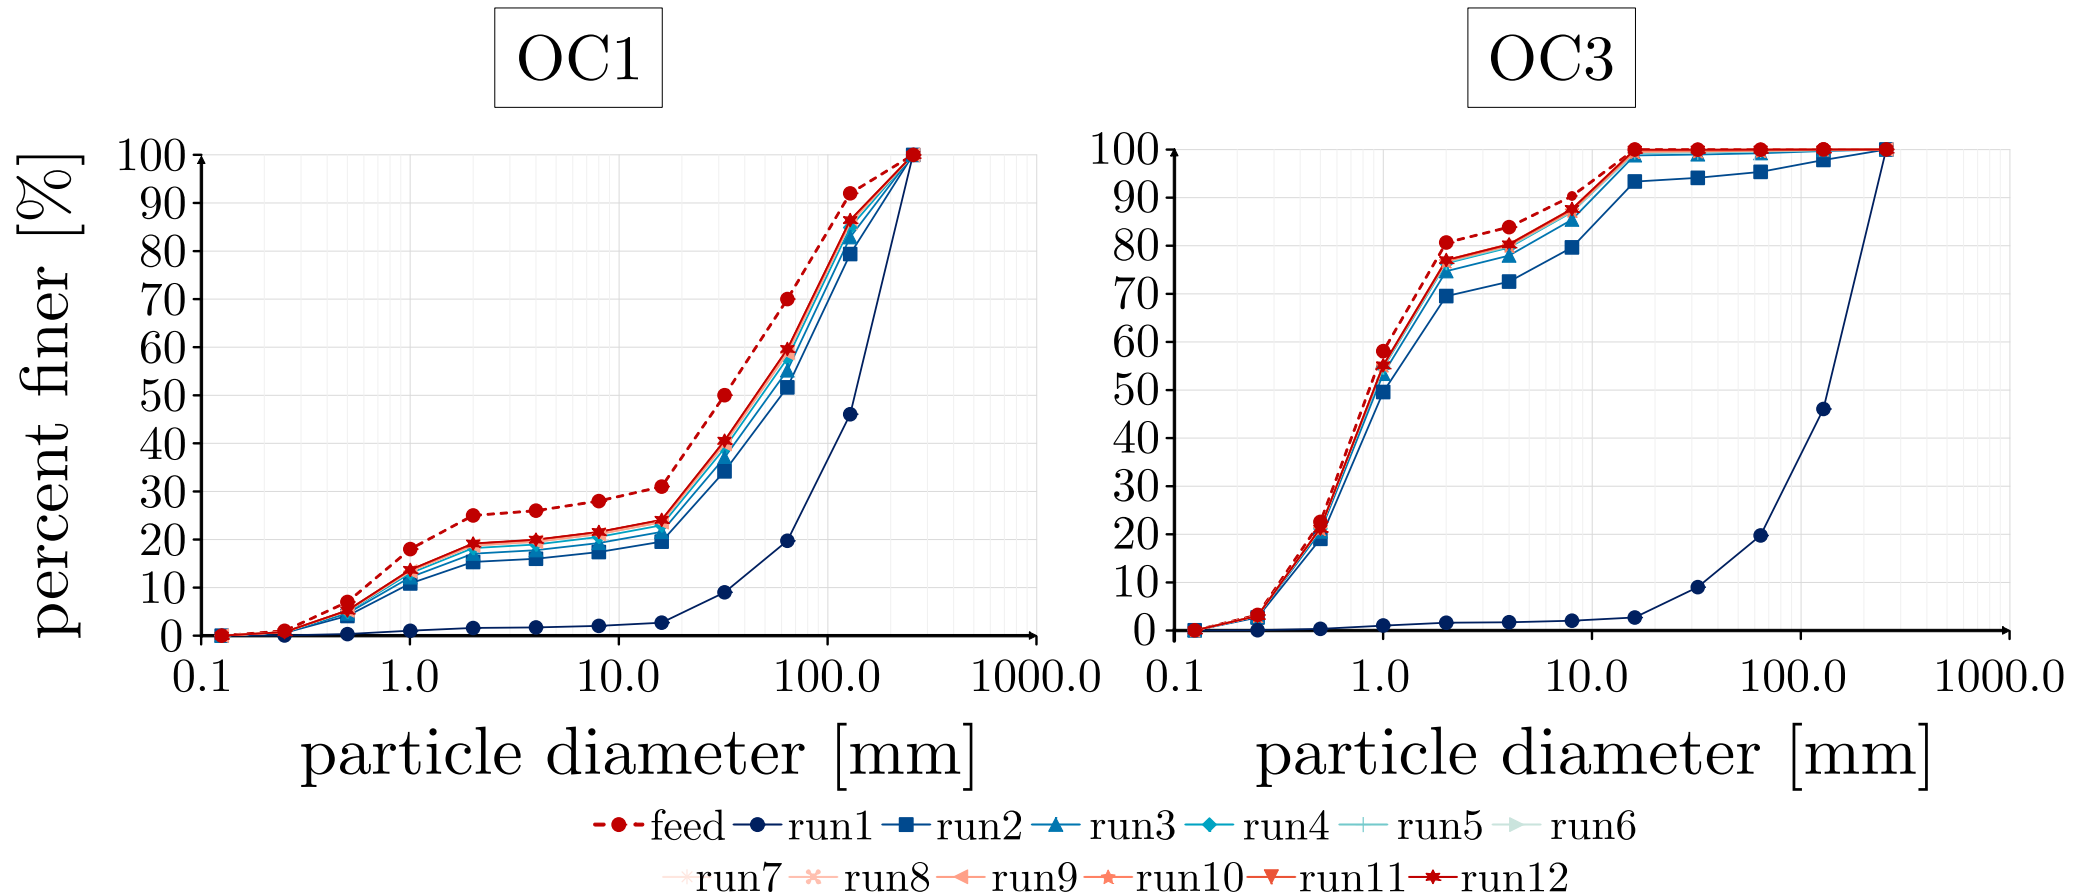 OC1
OC3
percent finer [%]
100
90
80
70
60
50
40
30
20
10
0
0.1 1.0 10.0 100.0 1000.0
particle diameter [mm]
100
90
80
70
60
50
40
30
20
10
0
0.1 1.0 10.0 100.0 1000.0
particle diameter [mm]
feed run1 run2 run3 run4 run5 run6
run7 run8 run9 run10 run11 run12